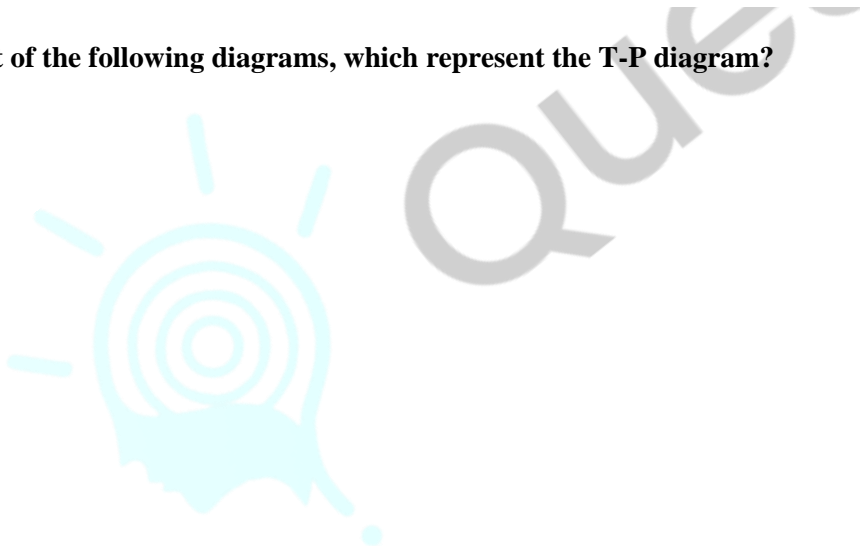 t of the following diagrams, which represent the T-P diagram?
Que